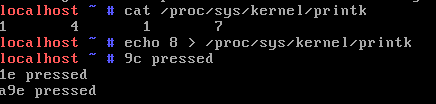 localhost ~ # cat /proc/sys/kernel/printk
1 4 1 7
localhost ~ # echo 8 > /proc/sys/kernel/printk
localhost ~ # 9c pressed
1e pressed
a9e pressed